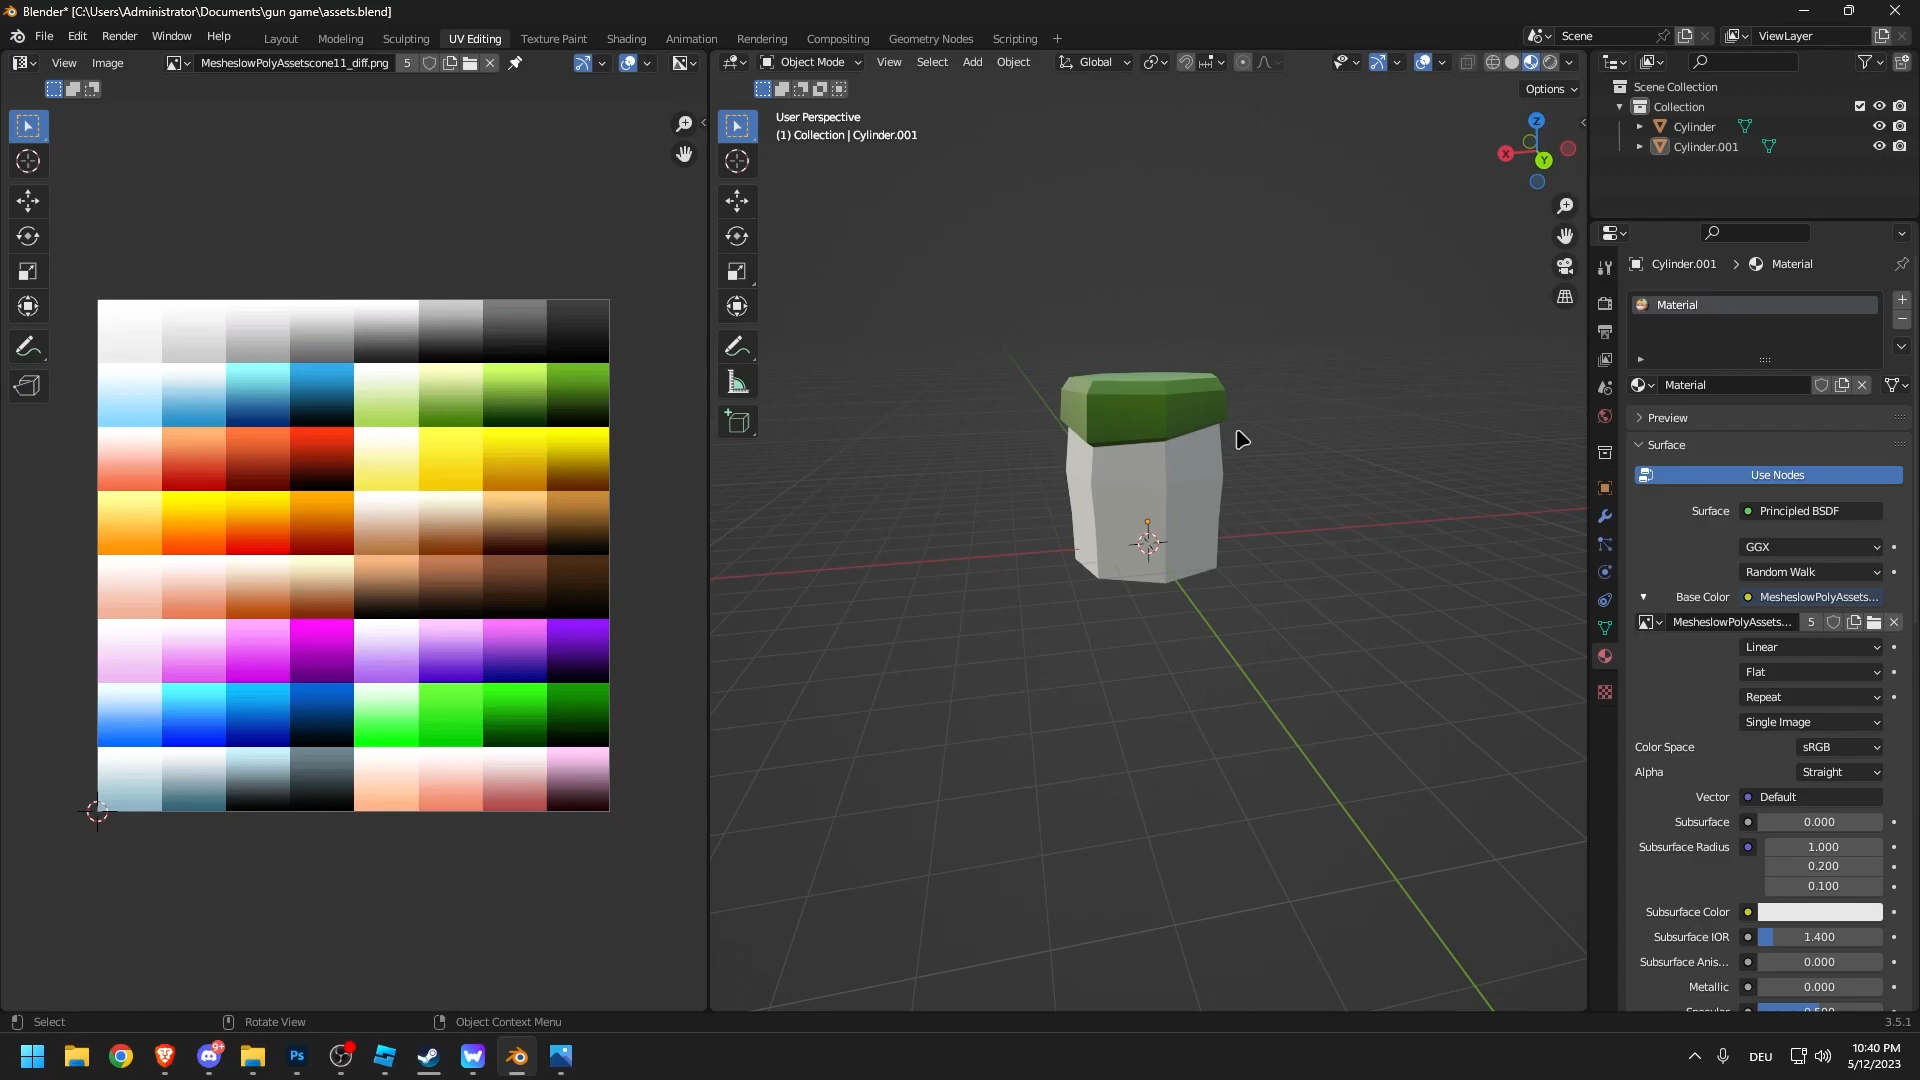 Blender* [C:\Users\Administrator\Documents\gun game\assets.blend]
File Edit Render Window Help
Layout Modeling Sculpting UV Editing Texture Paint Shading Animation Rendering Compositing Geometry Nodes Scripting +
Scene
ViewLayer
View Image
MesheslowPolyAssetscone11_diff.png 5
Object Mode View Select Add Object
Global
Options
User Perspective
(1) Collection | Cylinder.001
Z
X
Y
Scene Collection
Collection
Cylinder
Cylinder.001
Cylinder.001 > Material
Material
Material
Preview
Surface
Use Nodes
Surface Principled BSDF
GGX
Random Walk
Base Color MesheslowPolyAssets...
MesheslowPolyAssets... 5
Linear
Flat
Repeat
Single Image
Color Space sRGB
Alpha Straight
Vector Default
Subsurface 0.000
Subsurface Radius 1.000
0.200
0.100
Subsurface Color
Subsurface IOR 1.400
Subsurface Anis... 0.000
Metallic 0.000
Specular 0.500
Select Rotate View Object Context Menu
3.5.1
9+
Ps
DEU
10:40 PM
5/12/2023